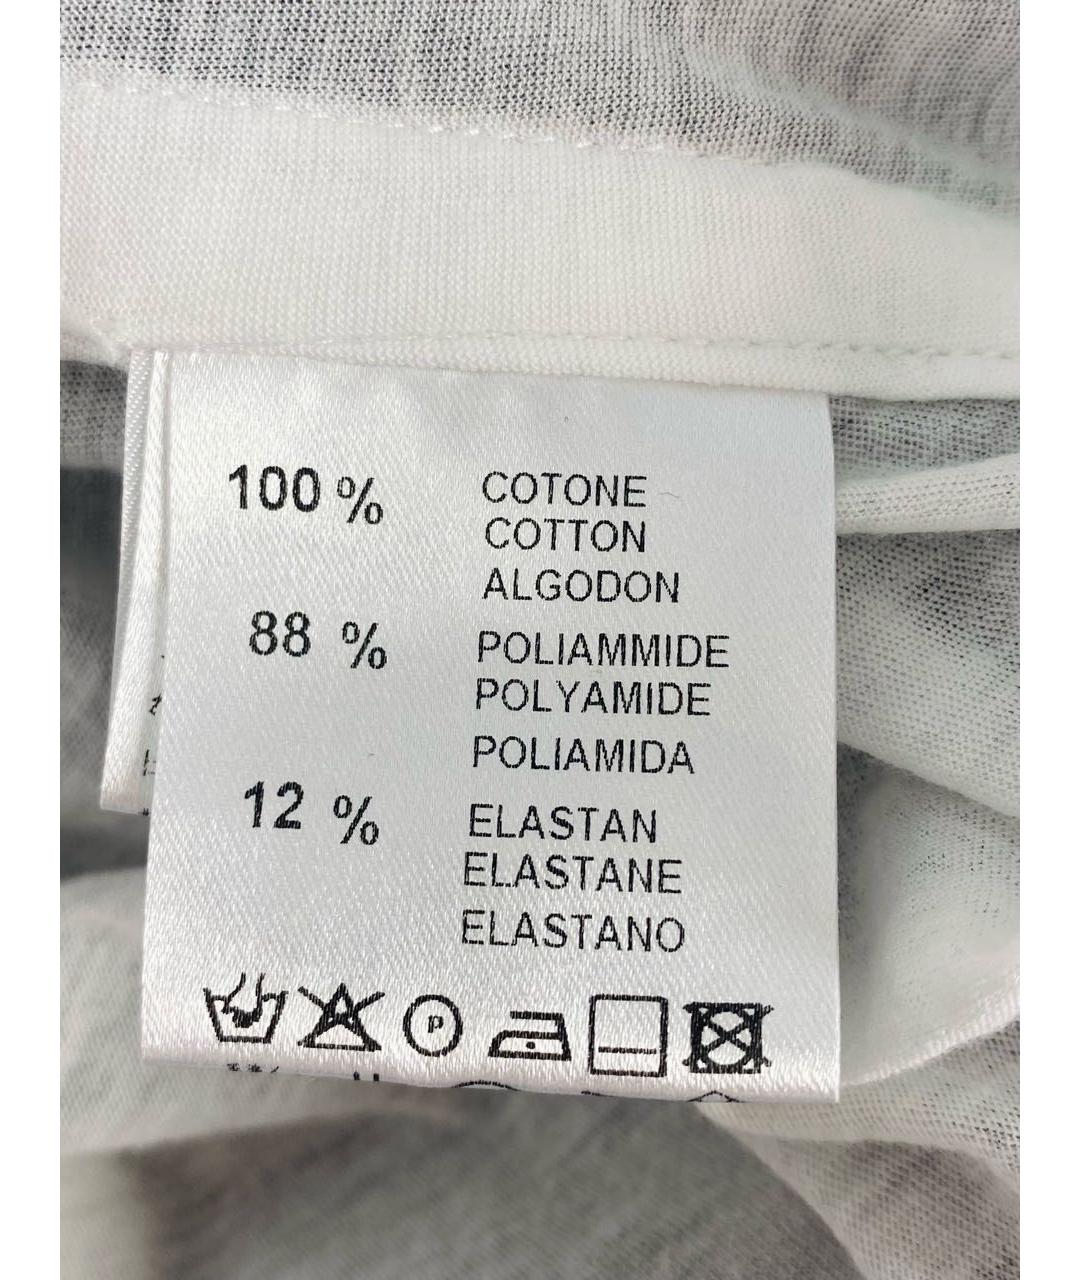 100 % COTONE
COTTON
ALGODON
88 % POLIAMMIDE
POLYAMIDE
POLIAMIDA
12 % ELASTAN
ELASTANE
ELASTANO
P